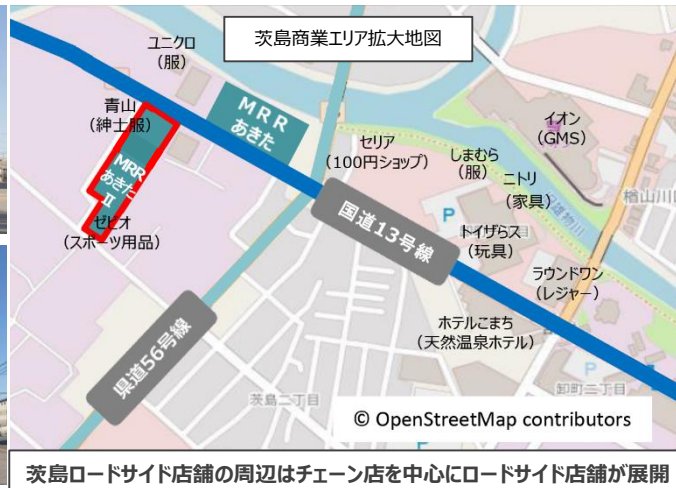 茨島商業エリア拡大地図
ユニクロ
（服）
青山
（紳士服）
MRR
あきた
MRR
あきた
Ⅱ
ゼビオ
（スポーツ用品）
セリア
（100円ショップ）
しまむら
（服）
イオン
（GMS）
ニトリ
（家具）
P
国道13号線
トイザらス
（玩具）
ラウンドワン
（レジャー）
ホテルこまち
（天然温泉ホテル）
県道56号線
茨島二丁目
卸町二丁目
P
© OpenStreetMap contributors
茨島ロードサイド店舗の周辺はチェーン店を中心にロードサイド店舗が展開